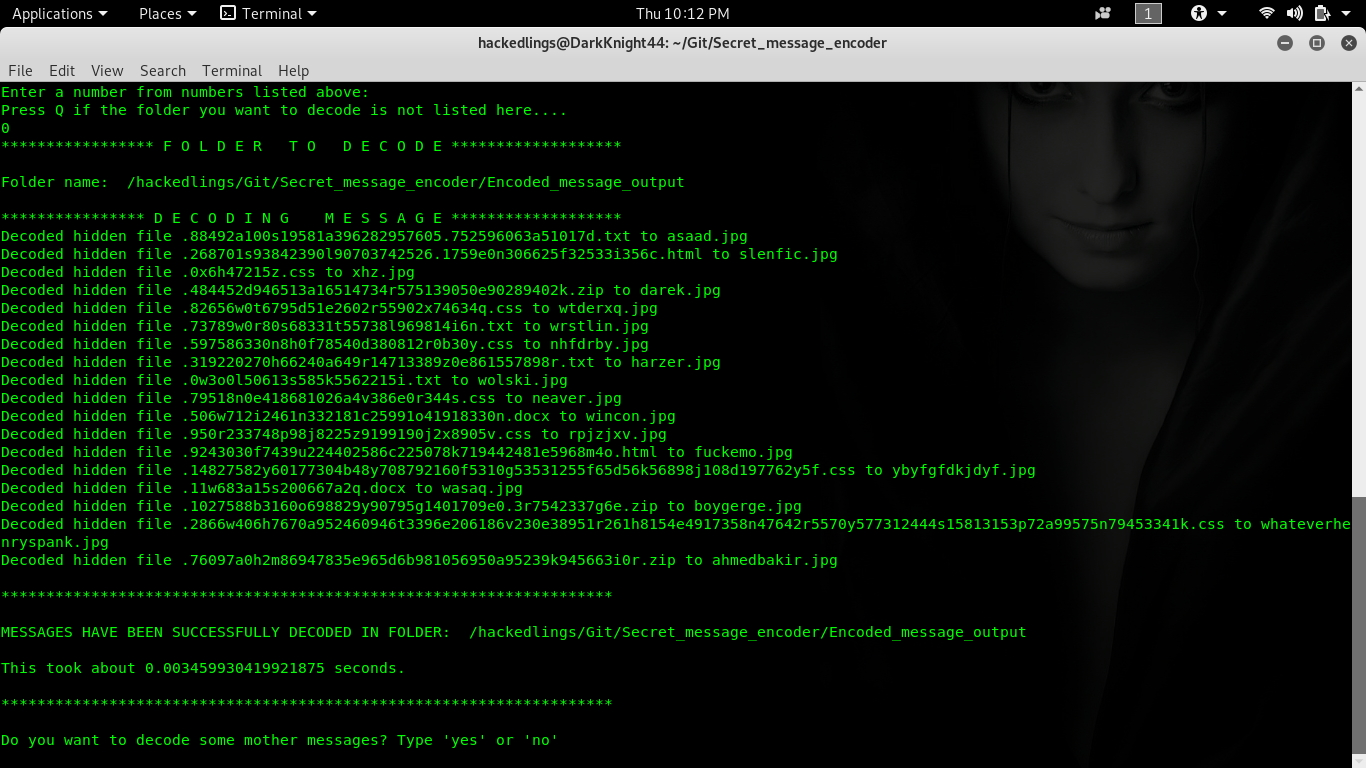 Applications Places Terminal Thu 10:12 PM 1
hackedlings@DarkKnight44: ~/Git/Secret_message_encoder
File Edit View Search Terminal Help
Enter a number from numbers listed above:
Press Q if the folder you want to decode is not listed here....
0
***************** F O L D E R   T O   D E C O D E *******************
Folder name:  /hackedlings/Git/Secret_message_encoder/Encoded_message_output
**************** D E C O D I N G    M E S S A G E *******************
Decoded hidden file .88492a100s19581a396282957605.752596063a51017d.txt to asaad.jpg
Decoded hidden file .268701s93842390l90703742526.1759e0n306625f32533i356c.html to slenfic.jpg
Decoded hidden file .0x6h47215z.css to xhz.jpg
Decoded hidden file .484452d946513a16514734r575139050e90289402k.zip to darek.jpg
Decoded hidden file .82656w0t6795d51e2602r55902x74634q.css to wtderxq.jpg
Decoded hidden file .73789w0r80s68331t55738l969814i6n.txt to wrstlin.jpg
Decoded hidden file .597586330n8h0f78540d380812r0b30y.css to nhfdrby.jpg
Decoded hidden file .319220270h66240a649r14713389z0e861557898r.txt to harzer.jpg
Decoded hidden file .0w3o0l50613s585k5562215i.txt to wolski.jpg
Decoded hidden file .79518n0e418681026a4v386e0r344s.css to neaver.jpg
Decoded hidden file .506w712i2461n332181c25991o41918330n.docx to wincon.jpg
Decoded hidden file .950r233748p98j8225z9199190j2x8905v.css to rpjzjxv.jpg
Decoded hidden file .9243030f7439u224402586c225078k719442481e5968m4o.html to fuckemo.jpg
Decoded hidden file .14827582y60177304b48y708792160f5310g53531255f65d56k56898j108d197762y5f.css to ybyfgfdkjdyf.jpg
Decoded hidden file .11w683a15s200667a2q.docx to wasaq.jpg
Decoded hidden file .1027588b3160o698829y90795g1401709e0.3r7542337g6e.zip to boygerge.jpg
Decoded hidden file .2866w406h7670a952460946t3396e206186v230e38951r261h8154e4917358n47642r5570y577312444s15813153p72a99575n79453341k.css to whateverhe
nryspank.jpg
Decoded hidden file .76097a0h2m86947835e965d6b981056950a95239k945663i0r.zip to ahmedbakir.jpg
********************************************************************
MESSAGES HAVE BEEN SUCCESSFULLY DECODED IN FOLDER:  /hackedlings/Git/Secret_message_encoder/Encoded_message_output
This took about 0.003459930419921875 seconds.
********************************************************************
Do you want to decode some mother messages? Type 'yes' or 'no'